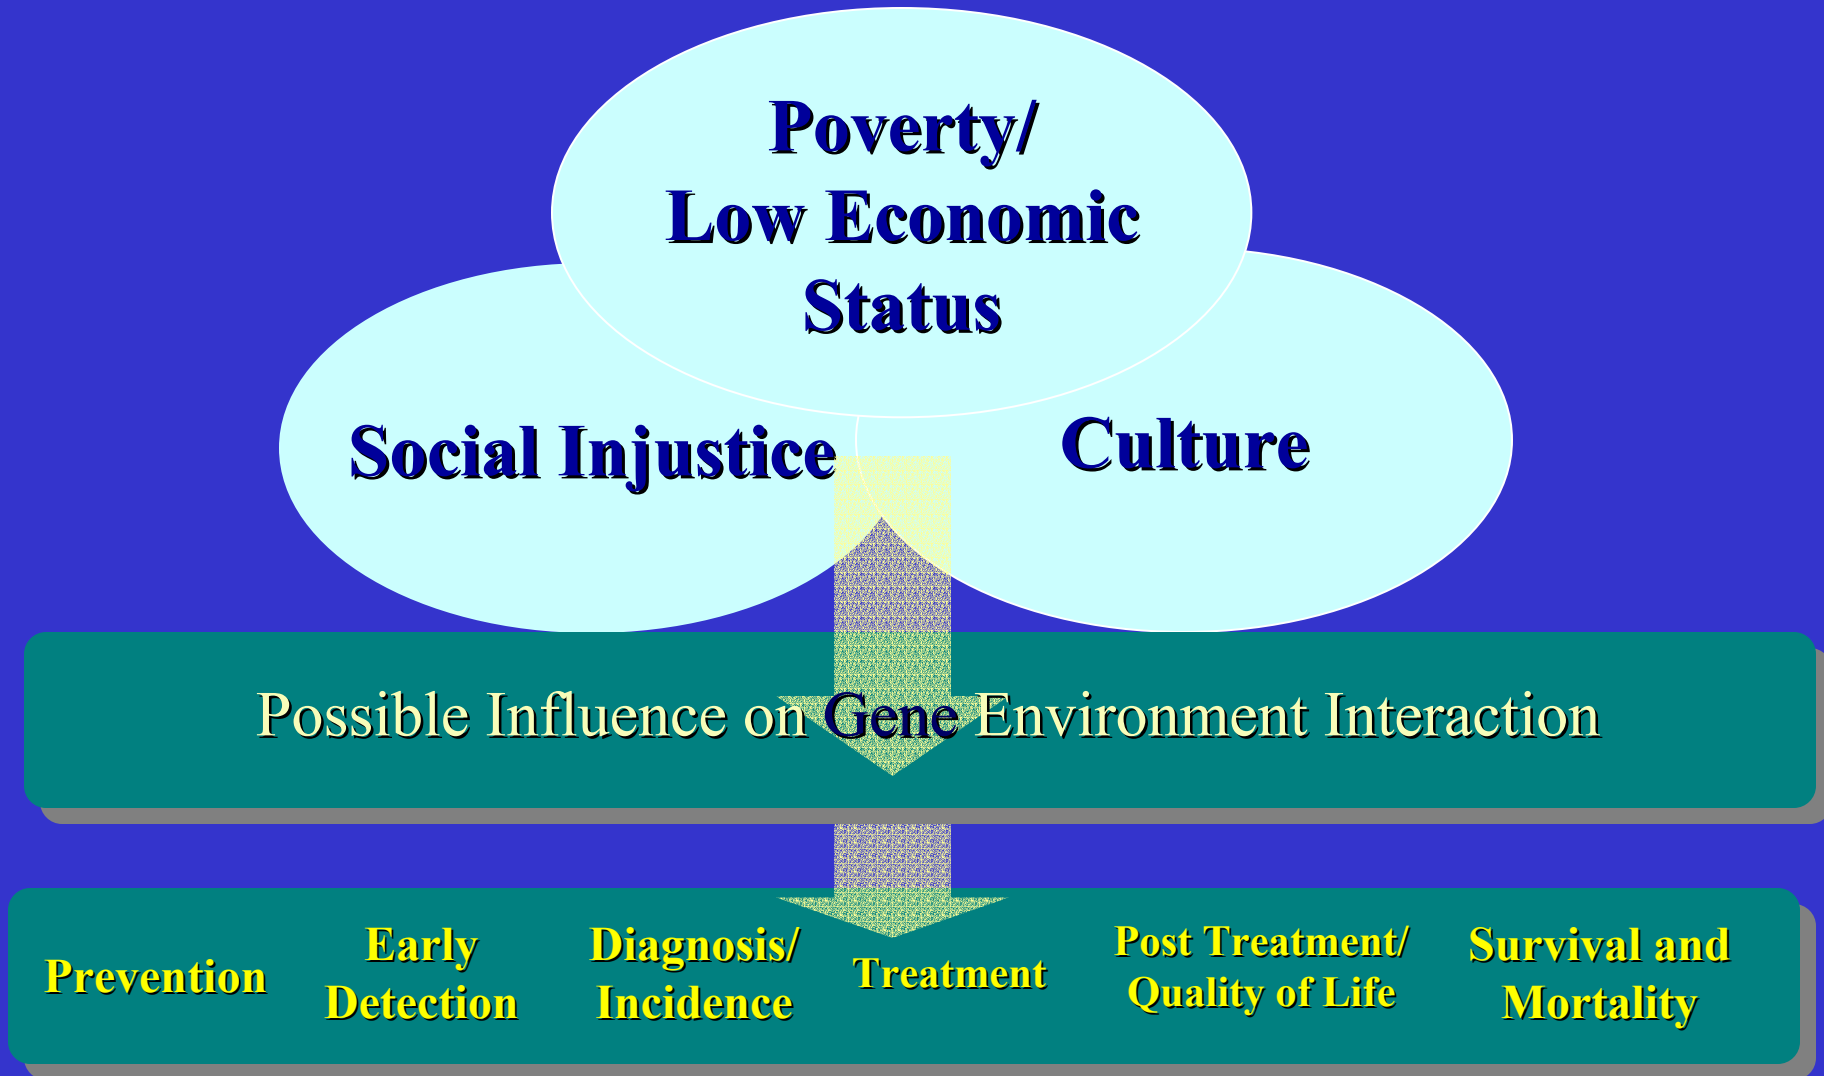 Poverty/
Low Economic
Status
Social Injustice
Culture
Possible Influence on Gene Environment Interaction
Prevention
Early
Detection
Diagnosis/
Incidence
Treatment
Post Treatment/
Quality of Life
Survival and
Mortality